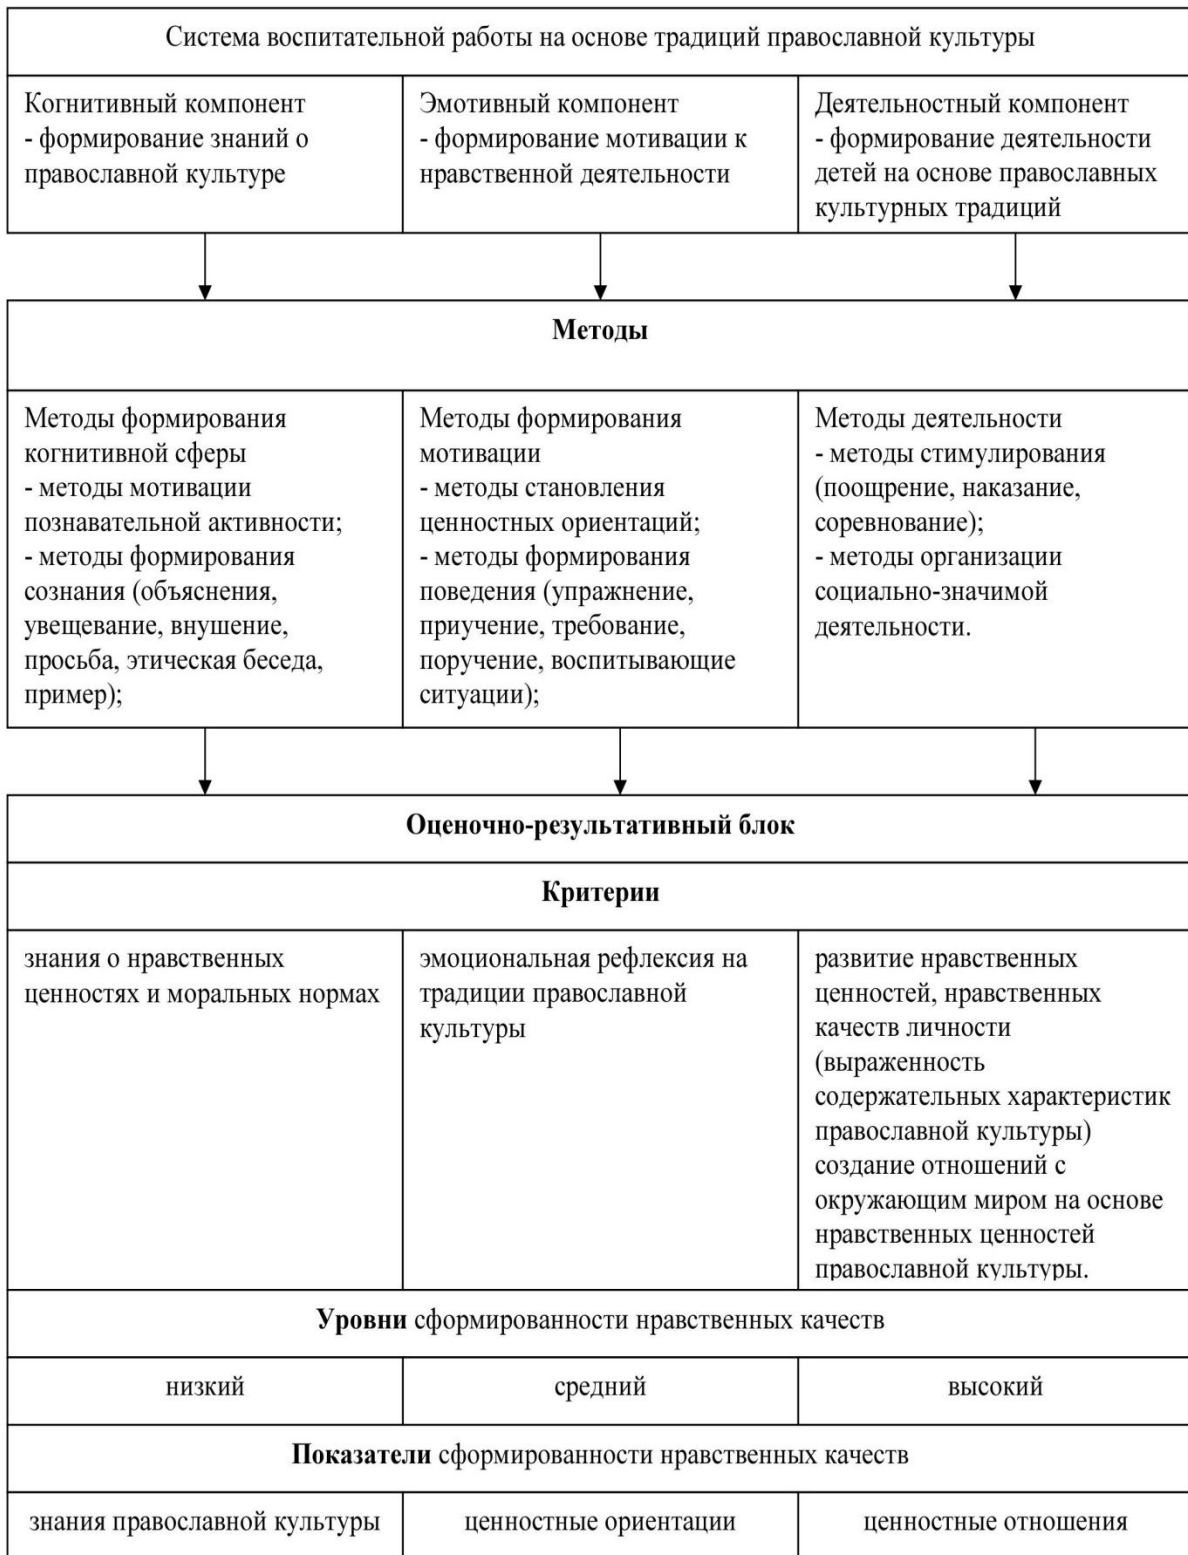 Система воспитательной работы на основе традиций православной культуры
Когнитивный компонент
- формирование знаний о
православной культуре
Эмотивный компонент
- формирование мотивации к
нравственной деятельности
Деятельностный компонент
- формирование деятельности
детей на основе православных
культурных традиций
Методы
Методы формирования
когнитивной сферы
- методы мотивации
познавательной активности;
- методы формирования
сознания (объяснения,
увещевание, внушение,
просьба, этическая беседа,
пример);
Методы формирования
мотивации
- методы становления
ценностных ориентаций;
- методы формирования
поведения (упражнение,
приучение, требование,
поручение, воспитывающие
ситуации);
Методы деятельности
- методы стимулирования
(поощрение, наказание,
соревнование);
- методы организации
социально-значимой
деятельности.
Оценочно-результативный блок
Критерии
знания о нравственных
ценностях и моральных нормах
эмоциональная рефлексия на
традиции православной
культуры
развитие нравственных
ценностей, нравственных
качеств личности
(выраженность
содержательных характеристик
православной культуры)
создание отношений с
окружающим миром на основе
нравственных ценностей
православной культуры.
Уровни сформированности нравственных качеств
низкий
средний
высокий
Показатели сформированности нравственных качеств
знания православной культуры
ценностные ориентации
ценностные отношения